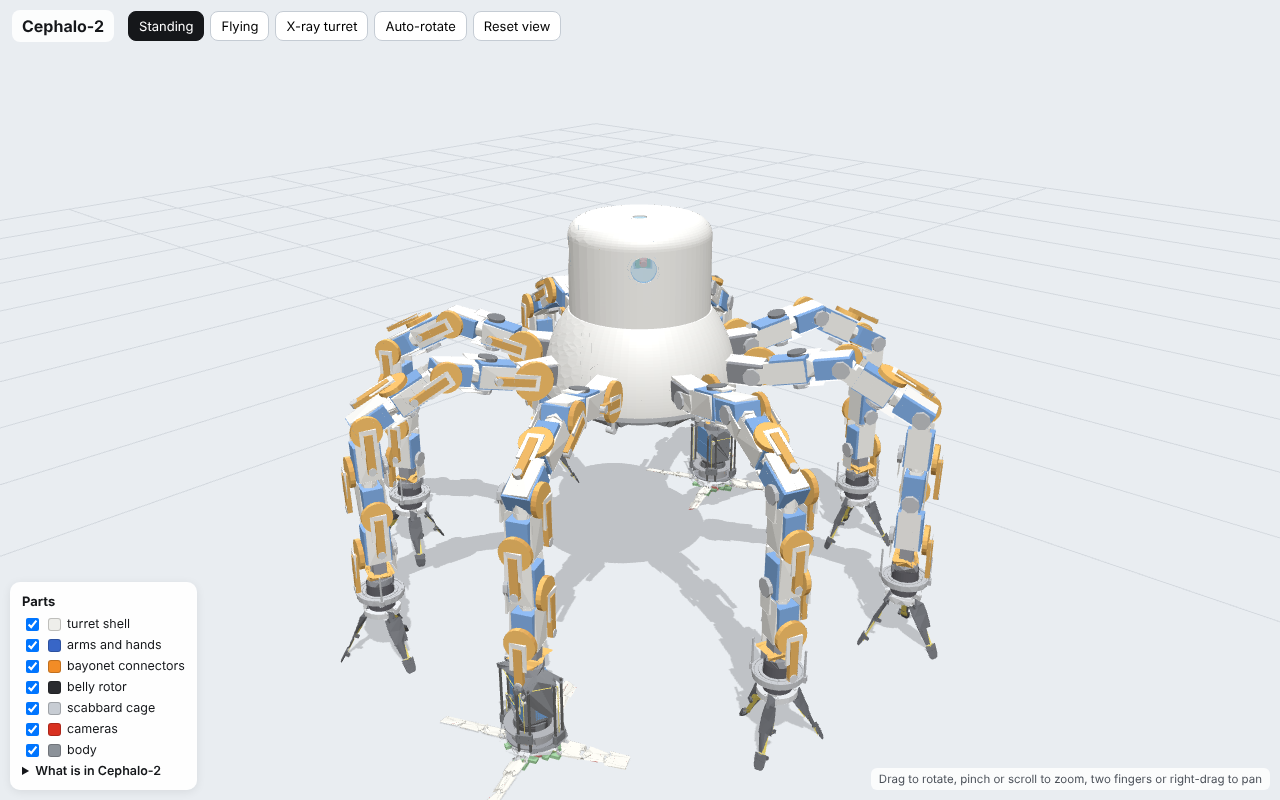 Cephalo-2
Standing
Flying
X-ray turret
Auto-rotate
Reset view
Parts
turret shell
arms and hands
bayonet connectors
belly rotor
scabbard cage
cameras
body
What is in Cephalo-2
Drag to rotate, pinch or scroll to zoom, two fingers or right-drag to pan